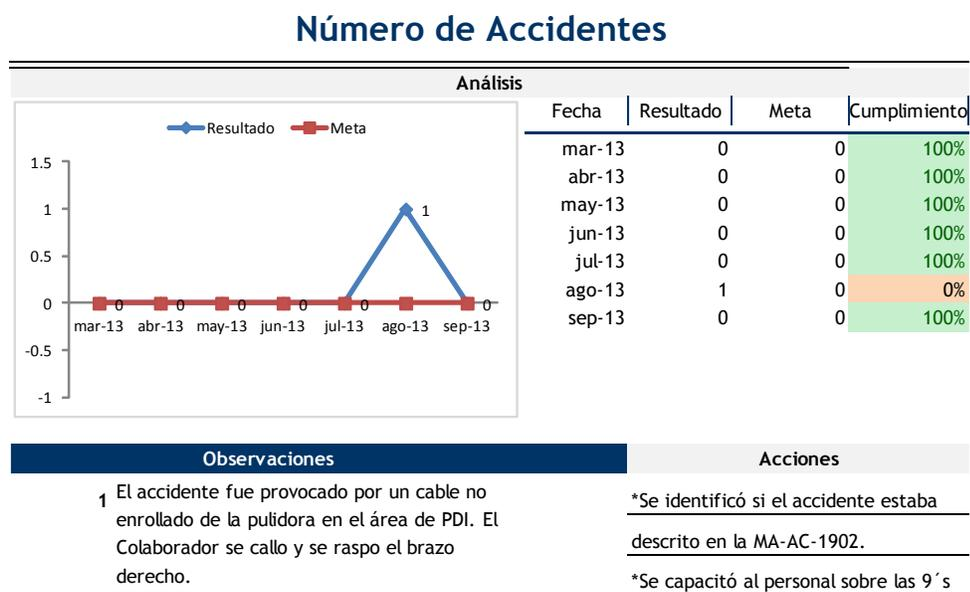 Número de Accidentes
Análisis
Resultado Meta
1.5
1
0.5
0
-0.5
-1
1
0 0 0 0 0 0
mar-13 abr-13 may-13 jun-13 jul-13 ago-13 sep-13
Fecha Resultado Meta Cumplimiento
mar-13 0 0 100%
abr-13 0 0 100%
may-13 0 0 100%
jun-13 0 0 100%
jul-13 0 0 100%
ago-13 1 0 0%
sep-13 0 0 100%
Observaciones
1 El accidente fue provocado por un cable no
enrollado de la pulidora en el área de PDI. El
Colaborador se callo y se raspo el brazo
derecho.
Acciones
*Se identificó si el accidente estaba
descrito en la MA-AC-1902.
*Se capacitó al personal sobre las 9´s